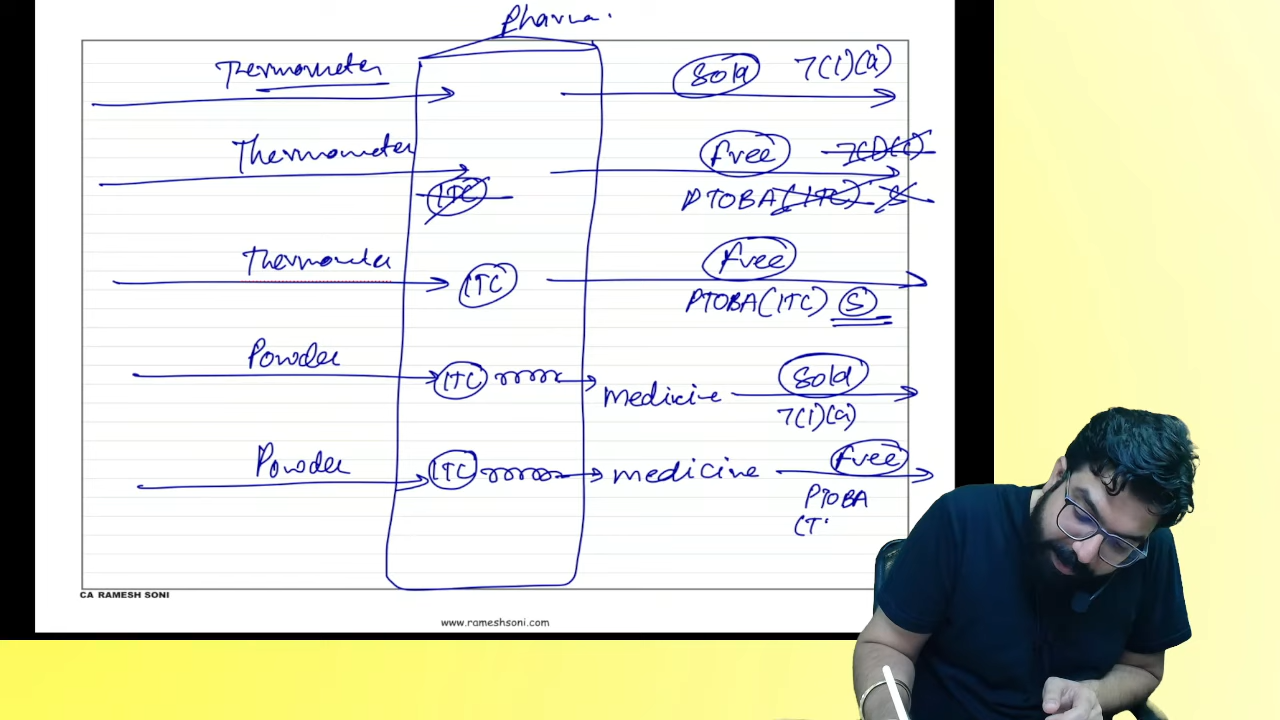 Pharma.
Thermometer Sold 7(1)(a)
Thermometer Free 7(1)(c)
ITC PTOBA (ITC) S
Thermometer ITC Free
PTOBA (ITC) S
Powder ITC Medicine Sold
7(1)(a)
Powder ITC medicine Free
PTOBA
(T
CA RAMESH SONI
www.rameshsoni.com